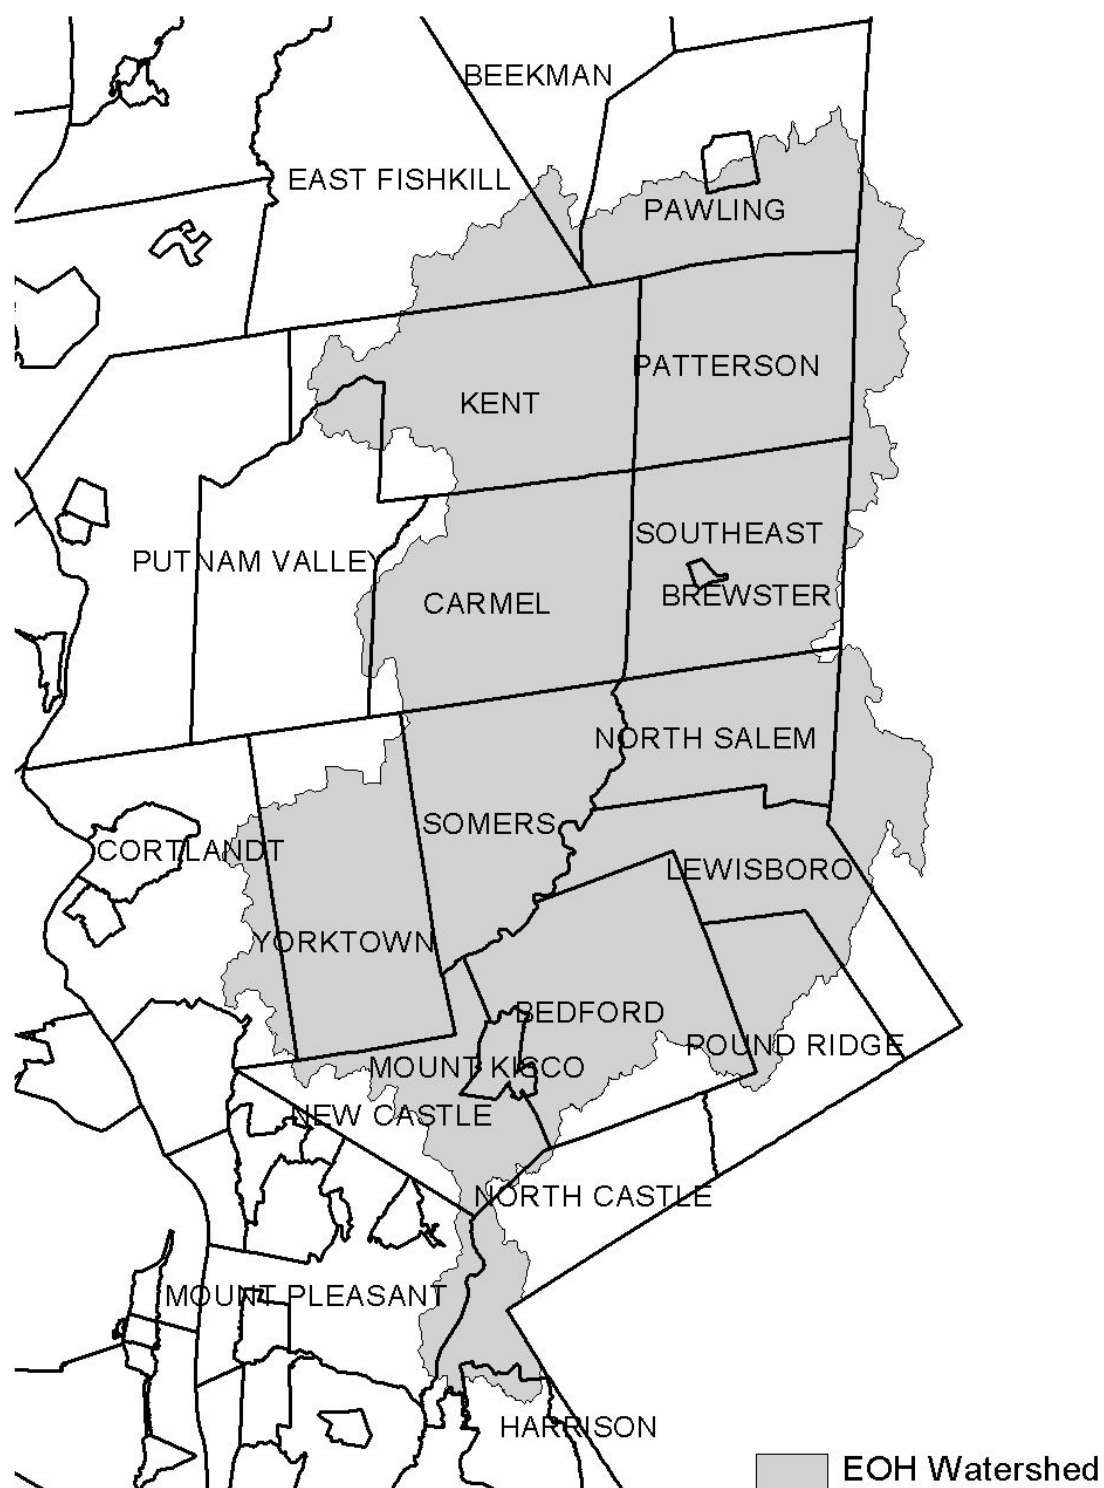 BEEKMAN
EAST FISHKILL
PAWLING
PATTERSON
KENT
SOUTHEAST
PUTNAM VALLEY
BREWSTER
CARMEL
NORTH SALEM
SOMERS
CORTLANDT
LEWISBORO
YORKTOWN
BEDFORD
POUND RIDGE
MOUNT KISCO
NEW CASTLE
NORTH CASTLE
MOUNT PLEASANT
HARRISON
EOH Watershed